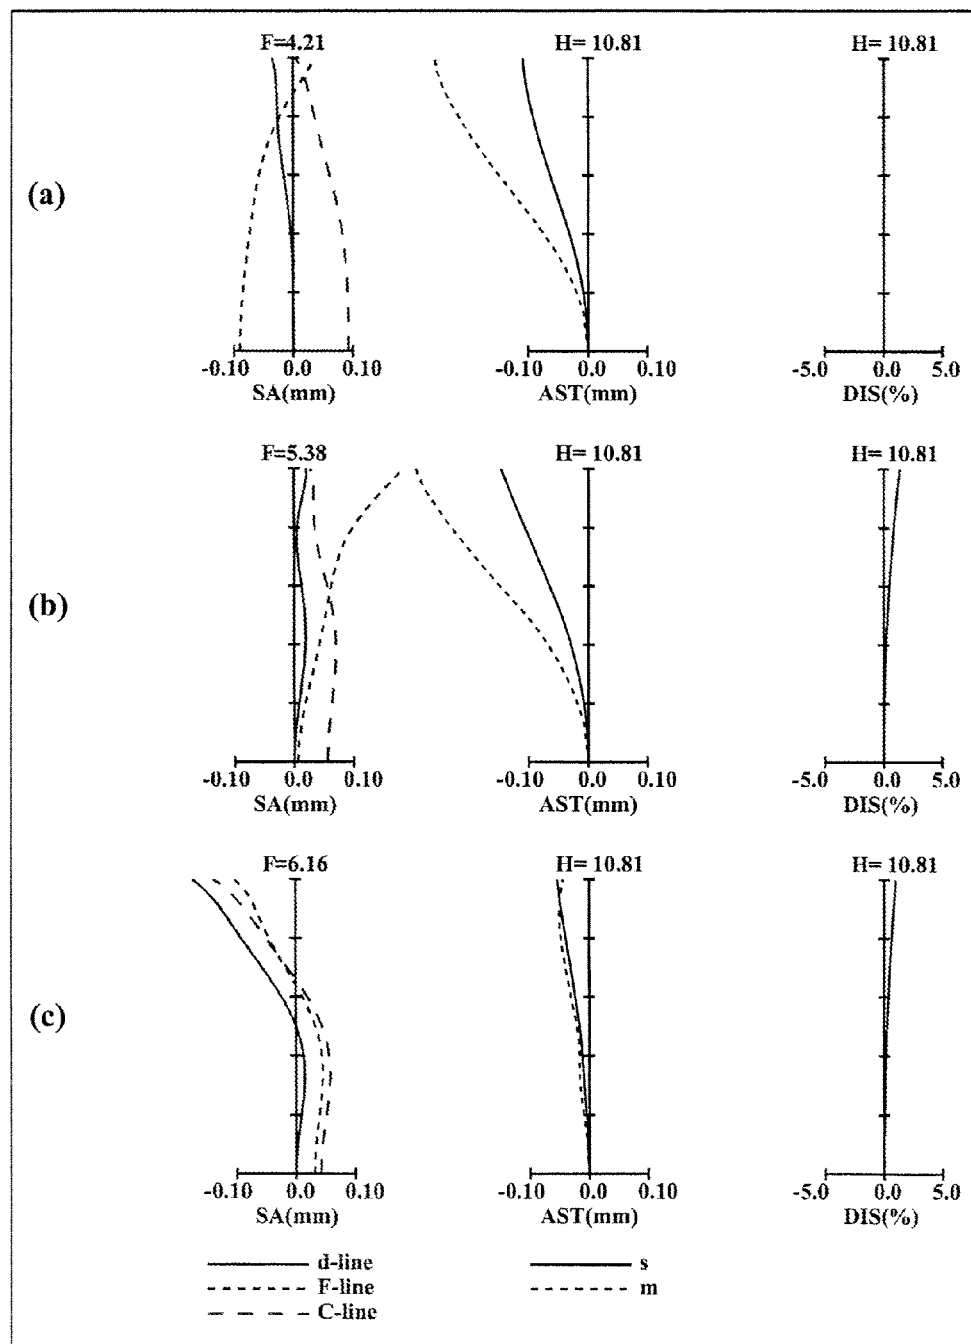 F=4.21 H= 10.81 H= 10.81
(a)
-0.10 0.0 0.10 -0.10 0.0 0.10 -5.0 0.0 5.0
SA(mm) AST(mm) DIS(%)
F=5.38 H= 10.81 H= 10.81
(b)
-0.10 0.0 0.10 -0.10 0.0 0.10 -5.0 0.0 5.0
SA(mm) AST(mm) DIS(%)
F=6.16 H= 10.81 H= 10.81
(c)
-0.10 0.0 0.10 -0.10 0.0 0.10 -5.0 0.0 5.0
SA(mm) AST(mm) DIS(%)
d-line s
F-line m
C-line